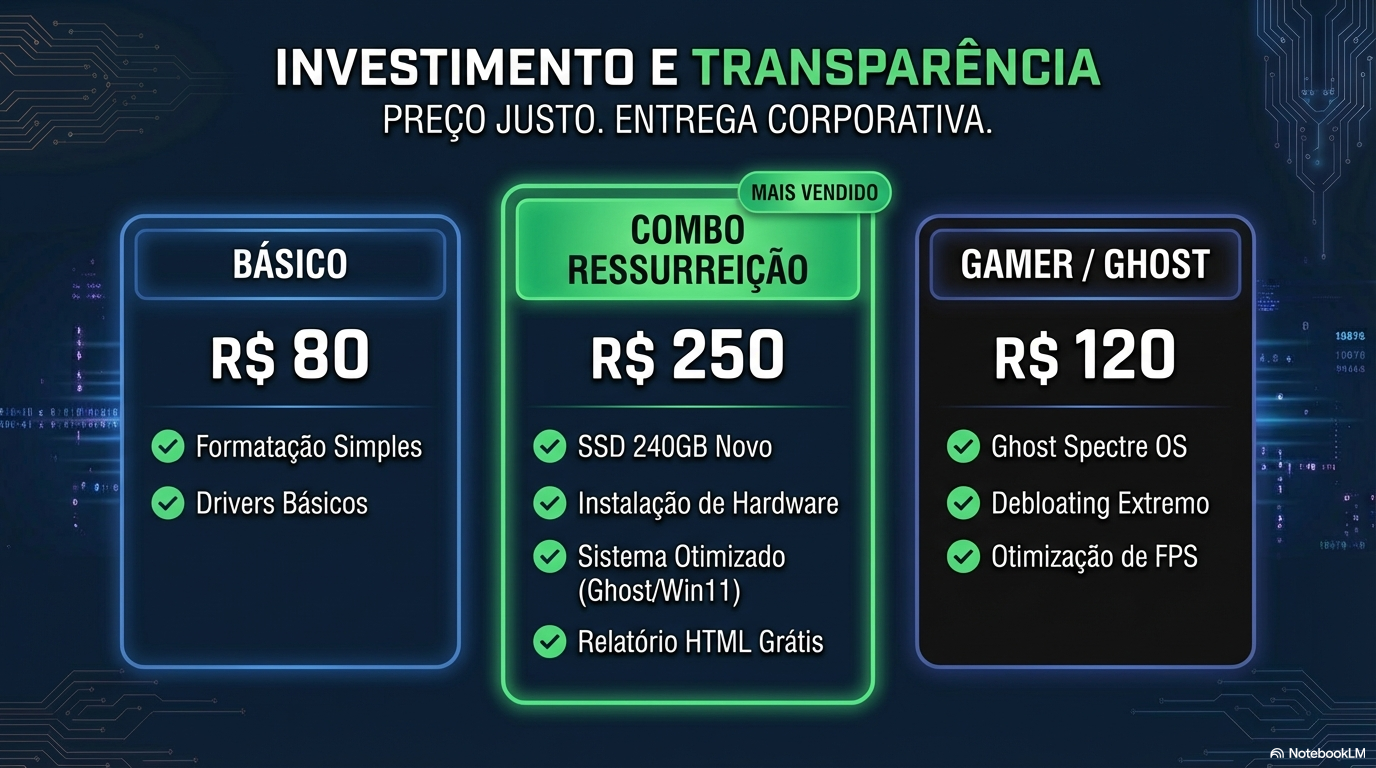 INVESTIMENTO E TRANSPARÊNCIA
PREÇO JUSTO. ENTREGA CORPORATIVA.
BÁSICO
R$ 80
Formatação Simples
Drivers Básicos
MAIS VENDIDO
COMBO
RESSURREIÇÃO
R$ 250
SSD 240GB Novo
Instalação de Hardware
Sistema Otimizado
(Ghost/Win11)
Relatório HTML Grátis
GAMER / GHOST
R$ 120
Ghost Spectre OS
Debloating Extremo
Otimização de FPS
NotebookLM